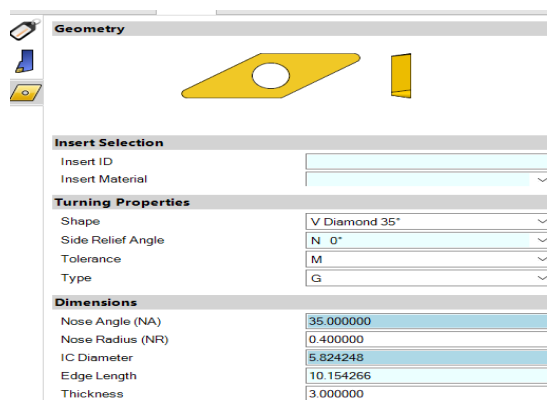 Geometry
Insert Selection
Insert ID
Insert Material
Turning Properties
Shape V Diamond 35°
Side Relief Angle N 0°
Tolerance M
Type G
Dimensions
Nose Angle (NA) 35.000000
Nose Radius (NR) 0.400000
IC Diameter 5.824248
Edge Length 10.154266
Thickness 3.000000